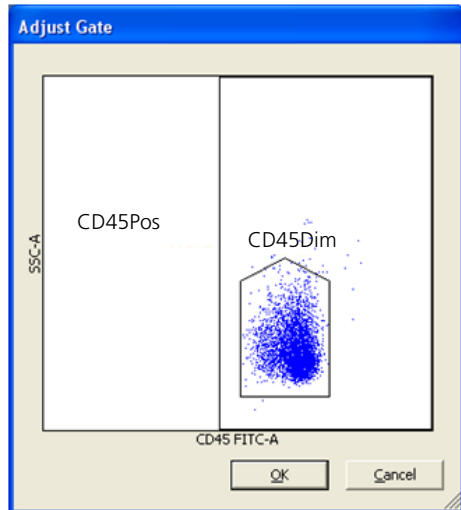 Adjust Gate
CD45Pos
CD45Dim
SSC-A
CD45 FITC-A
OK
Cancel